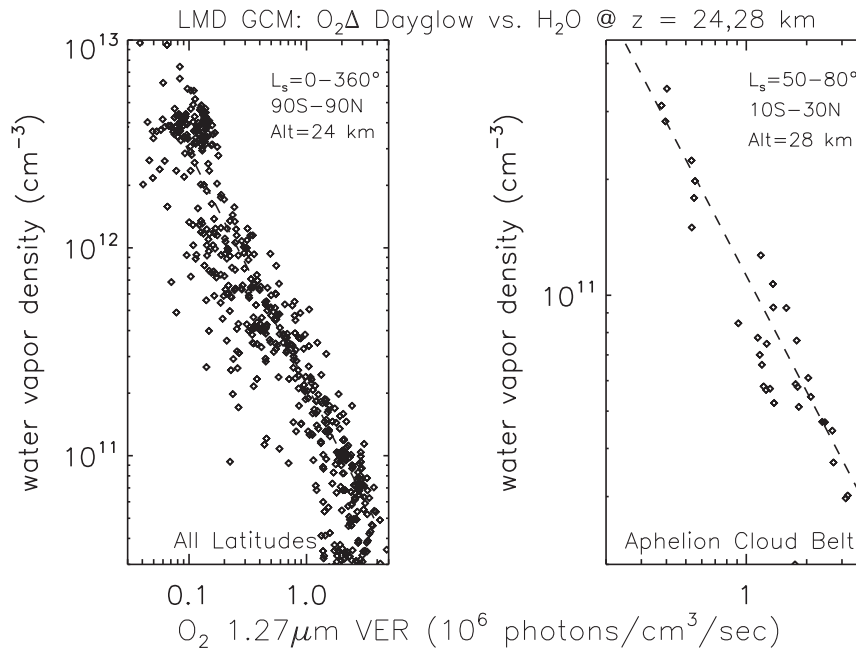 LMD GCM: O₂Δ Dayglow vs. H₂O @ z = 24,28 km
water vapor density (cm⁻³)
10¹³
10¹²
10¹¹
Lₛ=0−360°
90S−90N
Alt=24 km
All Latitudes
0.1
1.0
water vapor density (cm⁻³)
10¹¹
Lₛ=50−80°
10S−30N
Alt=28 km
Aphelion Cloud Belt
1
O₂ 1.27μm VER (10⁶ photons/cm³/sec)